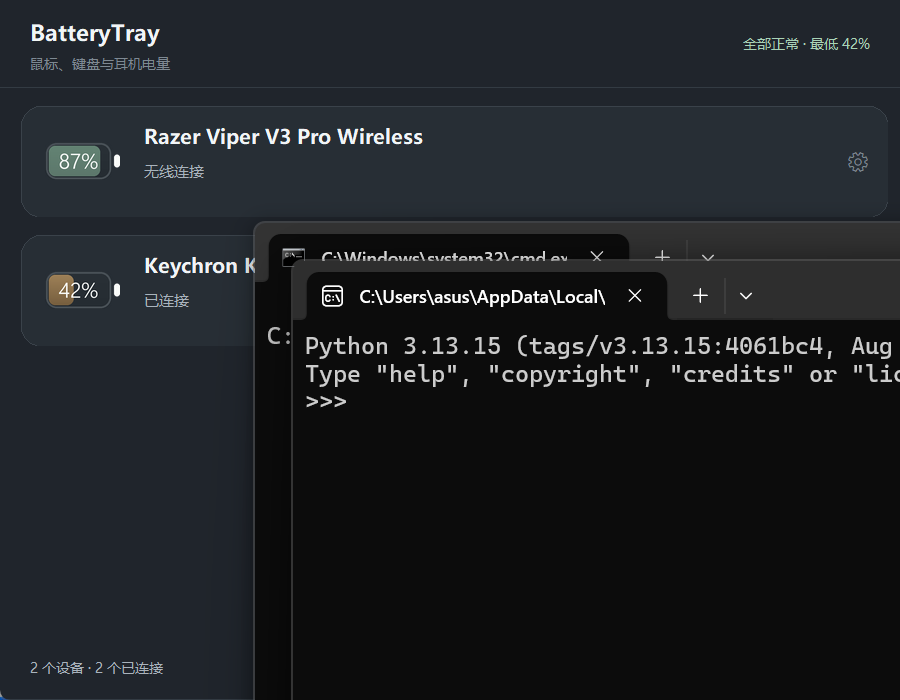 BatteryTray
鼠标、键盘与耳机电量
全部正常 · 最低 42%
Razer Viper V3 Pro Wireless
87%
无线连接
Keychron K
42%
已连接
C:\Windows\system32\cmd.ex
C:
C:\Users\asus\AppData\Local\
Python 3.13.15 (tags/v3.13.15:4061bc4, Aug
Type "help", "copyright", "credits" or "lic
>>>
2 个设备 · 2 个已连接